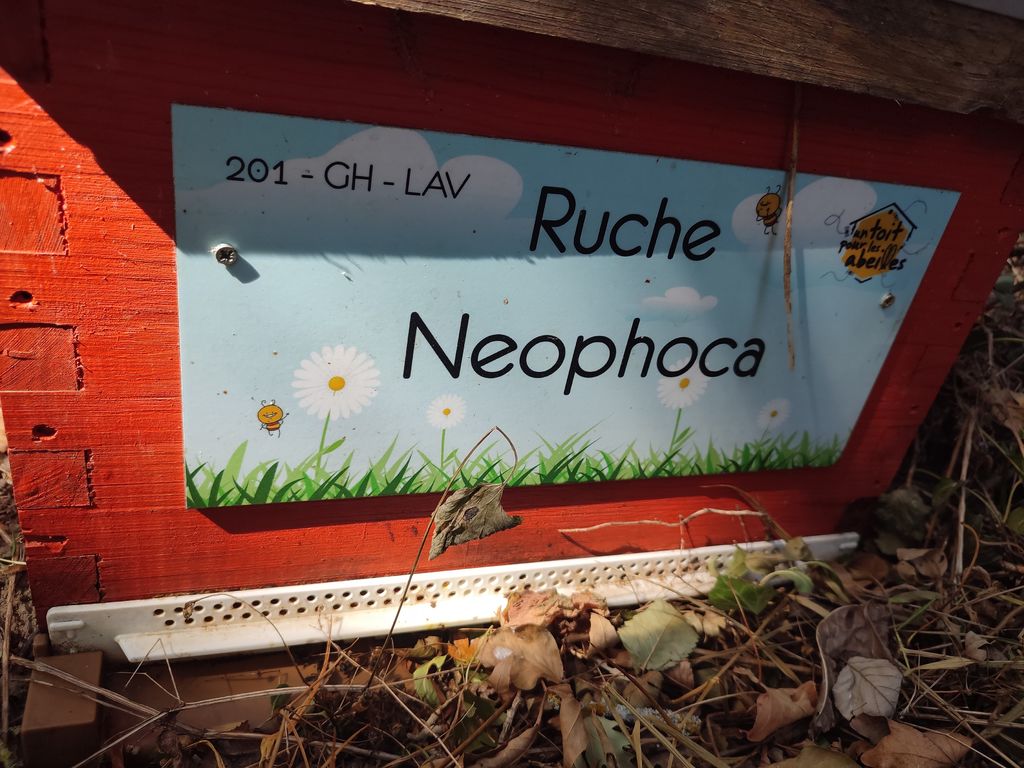 201 - GH - LAV
Ruche
Neophoca
un toit
pour les
abeilles